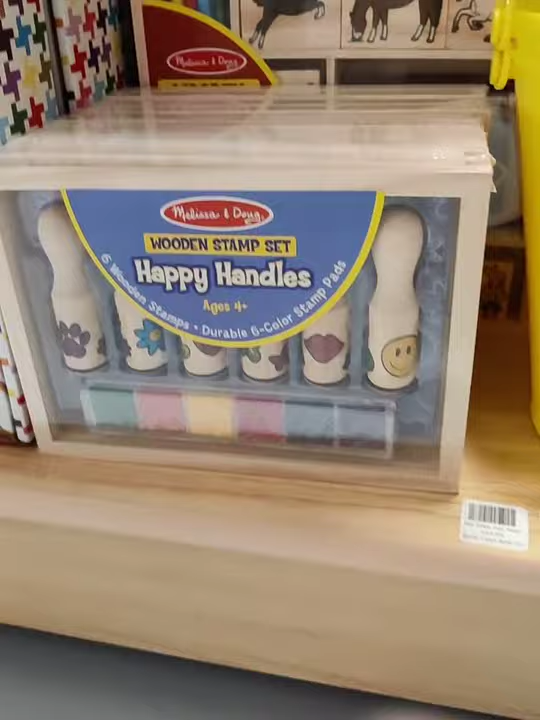 Melissa & Doug
Melissa & Doug
WOODEN STAMP SET
Happy Handles
Ages 4+
6 Wooden Stamps • Durable 6-Color Stamp Pads